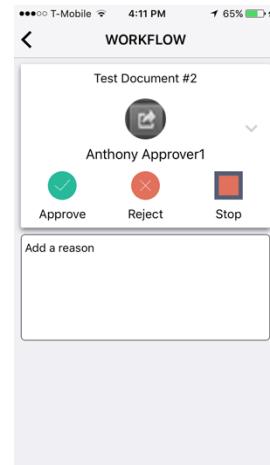 T-Mobile 4:11 PM 65%
WORKFLOW
Test Document #2
Anthony Approver1
Approve Reject Stop
Add a reason